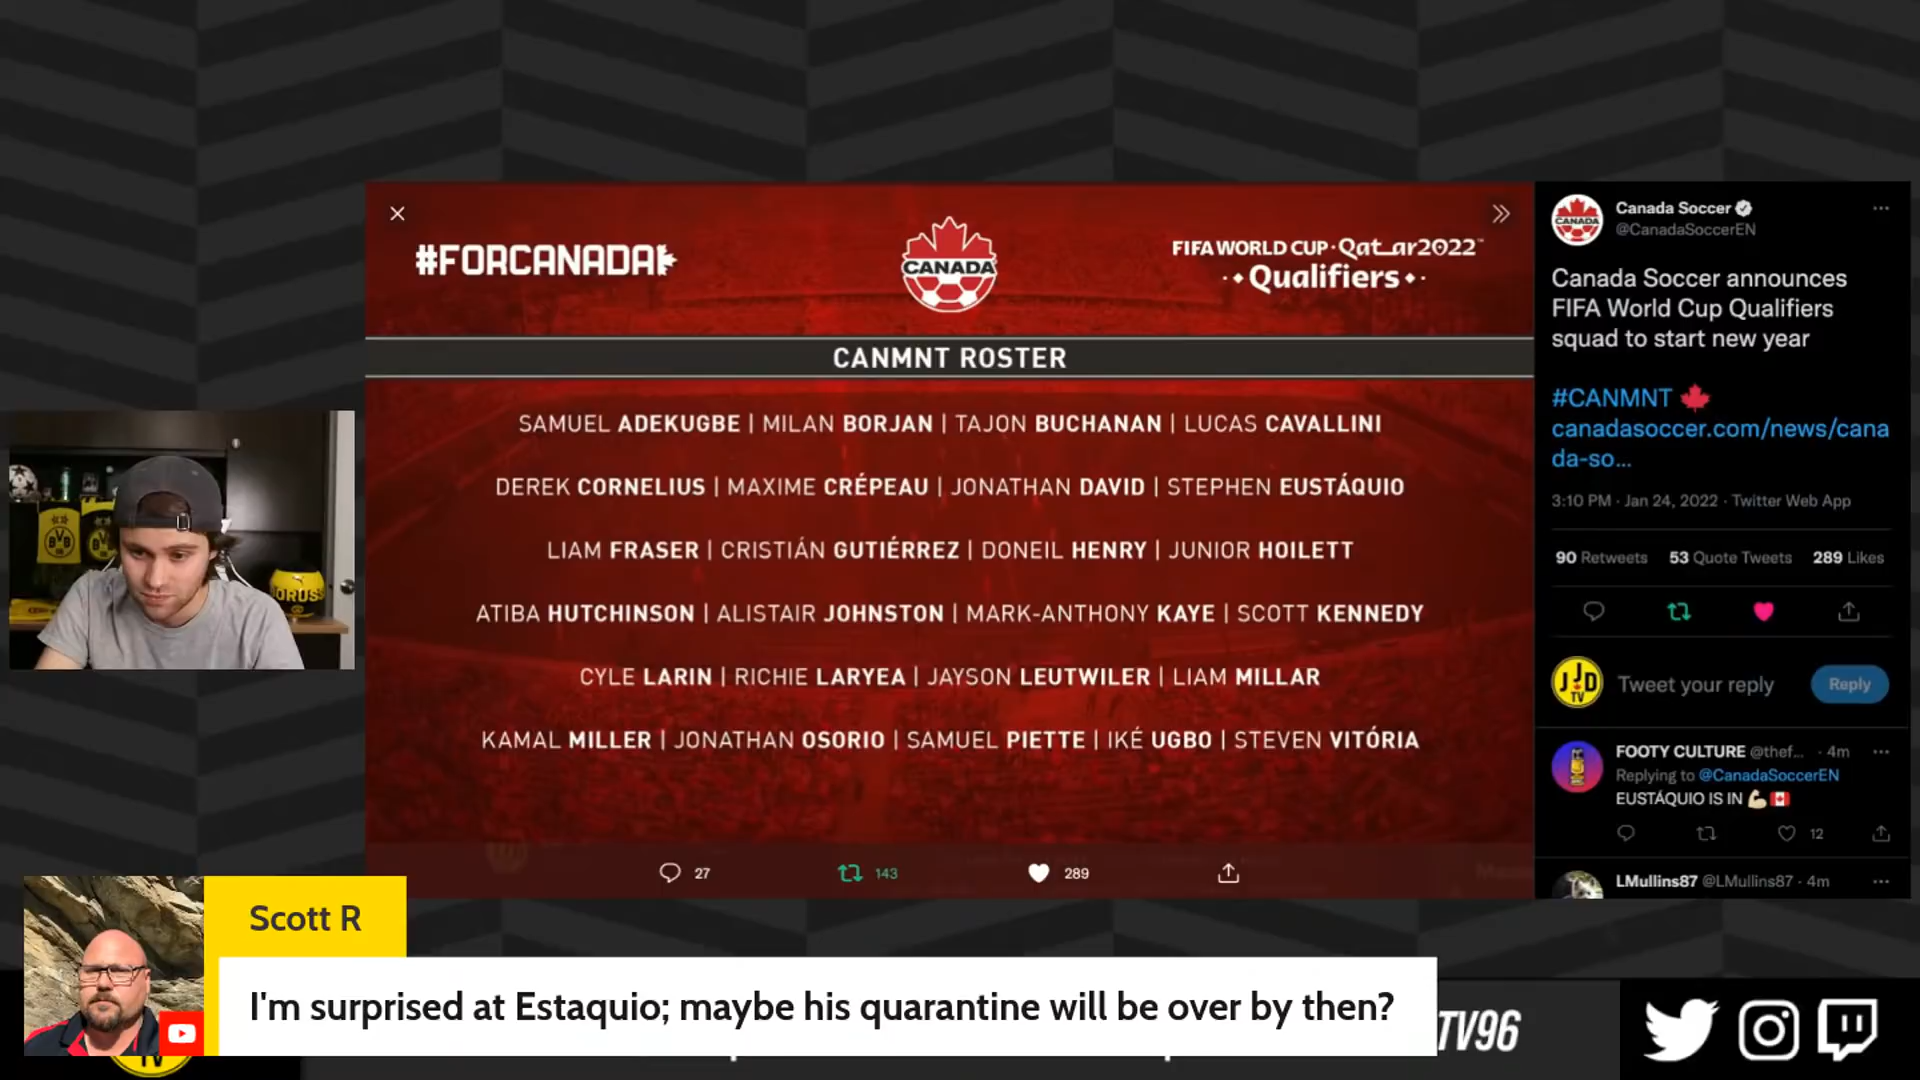 #FORCANADA
CANADA
FIFA WORLD CUP·Qatar2022™
Qualifiers
CANMNT ROSTER
SAMUEL ADEKUGBE | MILAN BORJAN | TAJON BUCHANAN | LUCAS CAVALLINI
DEREK CORNELIUS | MAXIME CRÉPEAU | JONATHAN DAVID | STEPHEN EUSTÁQUIO
LIAM FRASER | CRISTIÁN GUTIÉRREZ | DONEIL HENRY | JUNIOR HOILETT
ATIBA HUTCHINSON | ALISTAIR JOHNSTON | MARK-ANTHONY KAYE | SCOTT KENNEDY
CYLE LARIN | RICHIE LARYEA | JAYSON LEUTWILER | LIAM MILLAR
KAMAL MILLER | JONATHAN OSORIO | SAMUEL PIETTE | IKÉ UGBO | STEVEN VITÓRIA
27 143 289
CANADA
Canada Soccer
@CanadaSoccerEN
Canada Soccer announces
FIFA World Cup Qualifiers
squad to start new year
#CANMNT
canadasoccer.com/news/cana
da-so...
3:10 PM · Jan 24, 2022 · Twitter Web App
90 Retweets 53 Quote Tweets 289 Likes
JJD
TV
Tweet your reply
Reply
FOOTY CULTURE @thef... · 4m
Replying to @CanadaSoccerEN
EUSTÁQUIO IS IN
12
LMullins87 @LMullins87 · 4m
BVB
Scott R
I'm surprised at Estaquio; maybe his quarantine will be over by then?
TV
TV96